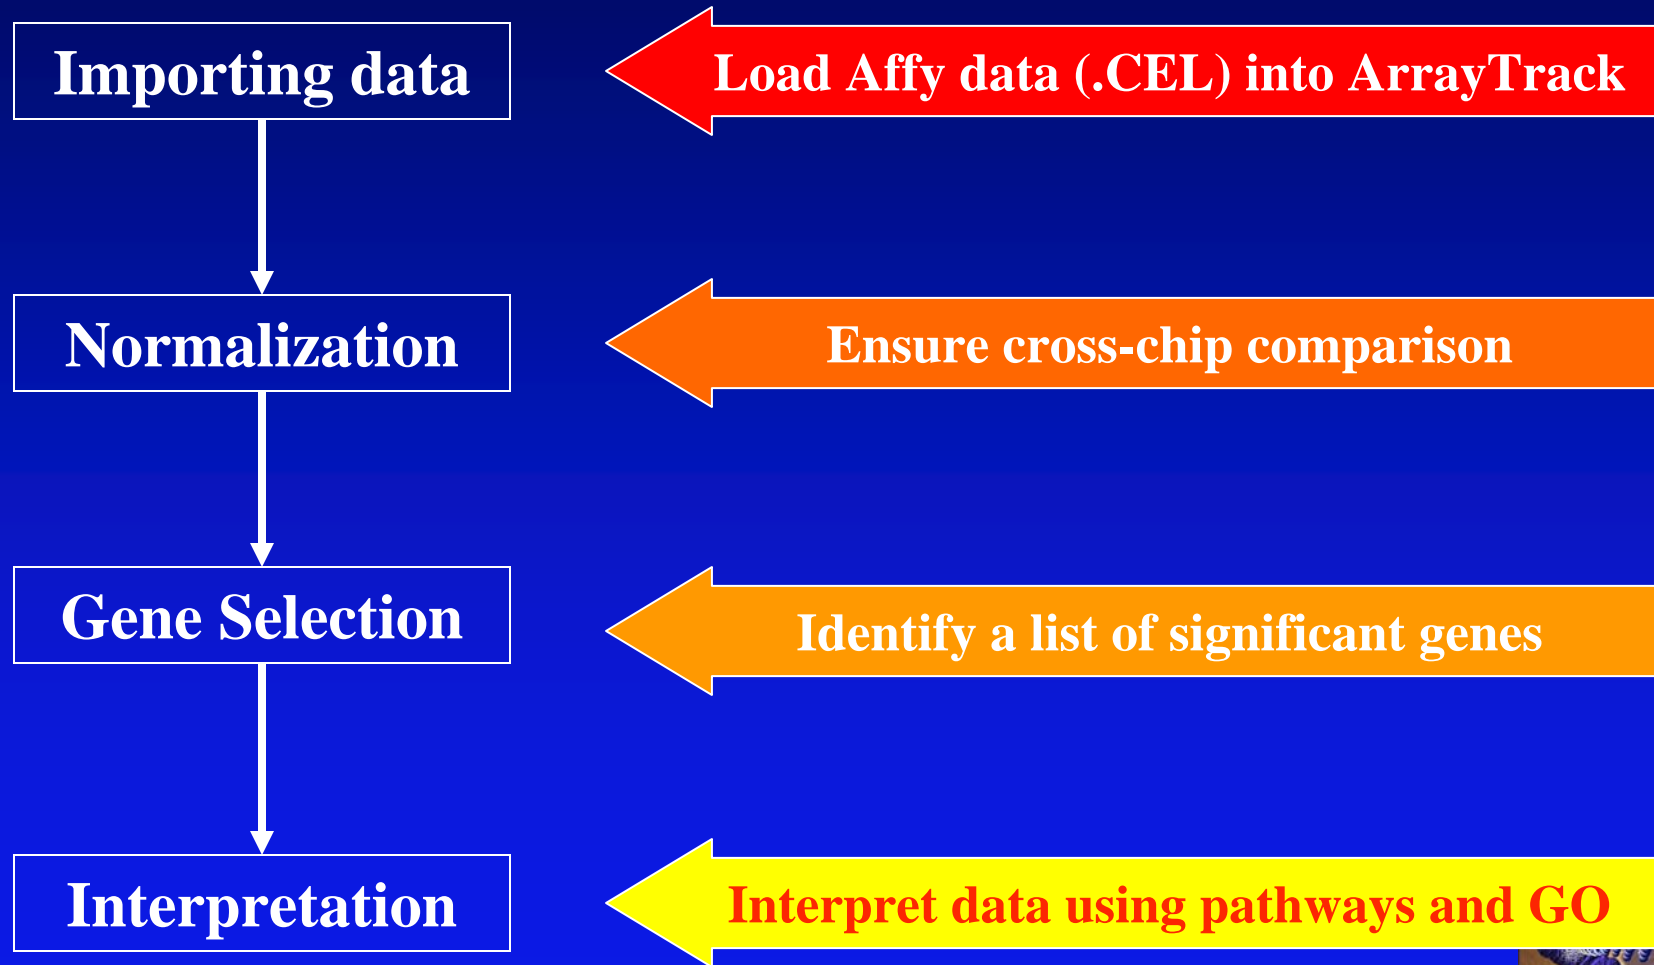 Importing data
Load Affy data (.CEL) into ArrayTrack
Normalization
Ensure cross-chip comparison
Gene Selection
Identify a list of significant genes
Interpretation
Interpret data using pathways and GO